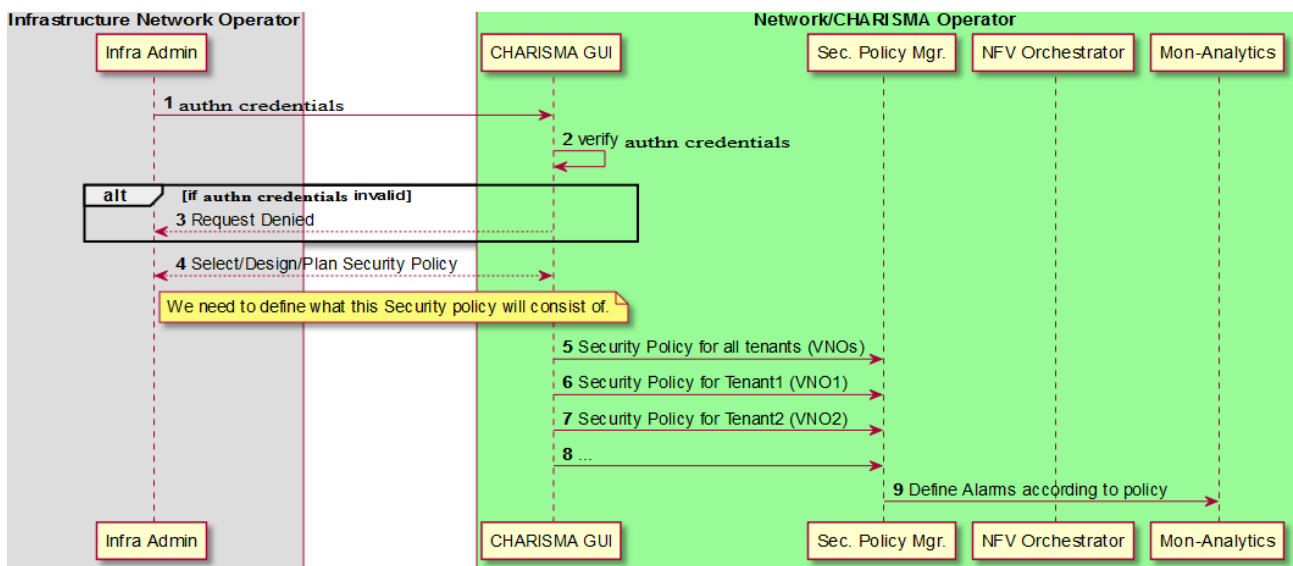 Infrastructure Network Operator
Network/CHARISMA Operator
Infra Admin
CHARISMA GUI
Sec. Policy Mgr.
NFV Orchestrator
Mon-Analytics
1 authn credentials
2 verify authn credentials
alt [if authn credentials invalid]
3 Request Denied
4 Select/Design/Plan Security Policy
We need to define what this Security policy will consist of.
5 Security Policy for all tenants (VNOs)
6 Security Policy for Tenant1 (VNO1)
7 Security Policy for Tenant2 (VNO2)
8 ...
9 Define Alarms according to policy
Infra Admin
CHARISMA GUI
Sec. Policy Mgr.
NFV Orchestrator
Mon-Analytics